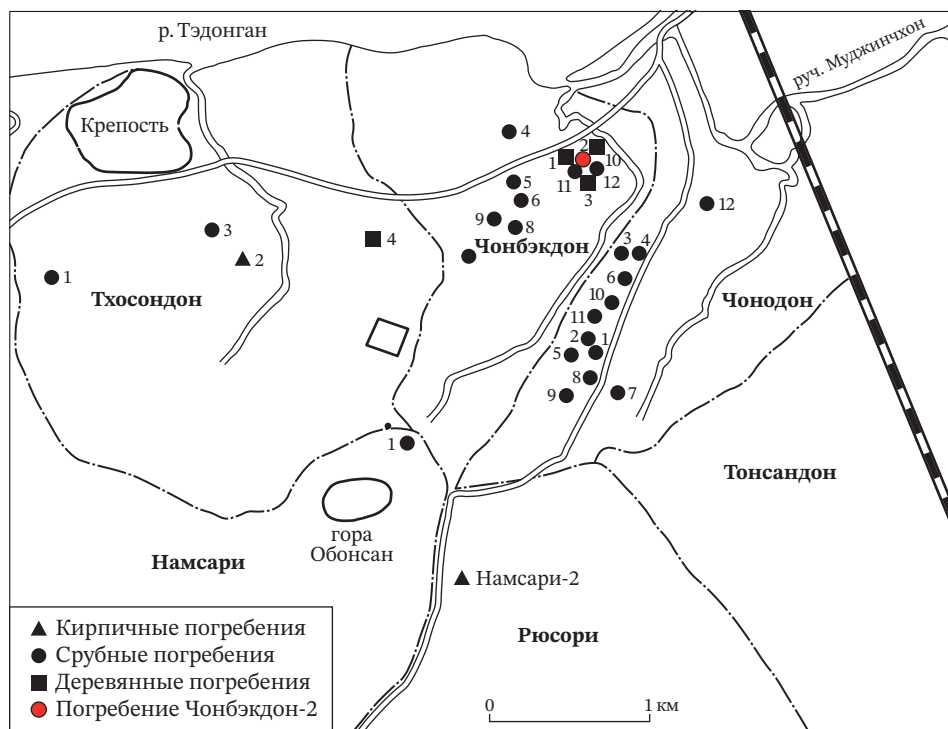 р. Тэдонган
руч. Муджинчхон
Крепость
4
2
1
10
11
12
3
5
6
9
8
12
3
4
Чонбэкдон
3
2
1
4
6
Тхосондон
10
Чонодон
11
2
1
5
8
9
7
1
Тонсандон
гора
Обонсан
Намсари
Намсари-2
Рюсори
Кирпичные погребения
Срубные погребения
Деревянные погребения
Погребение Чонбэкдон-2
0
1 км